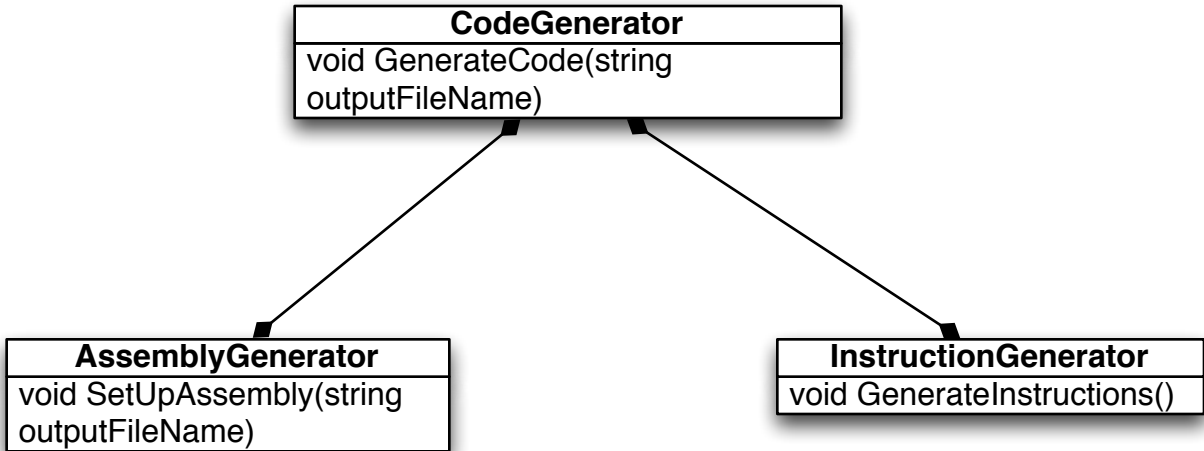 CodeGenerator
void GenerateCode(string
outputFileName)
AssemblyGenerator
void SetUpAssembly(string
outputFileName)
InstructionGenerator
void GenerateInstructions()